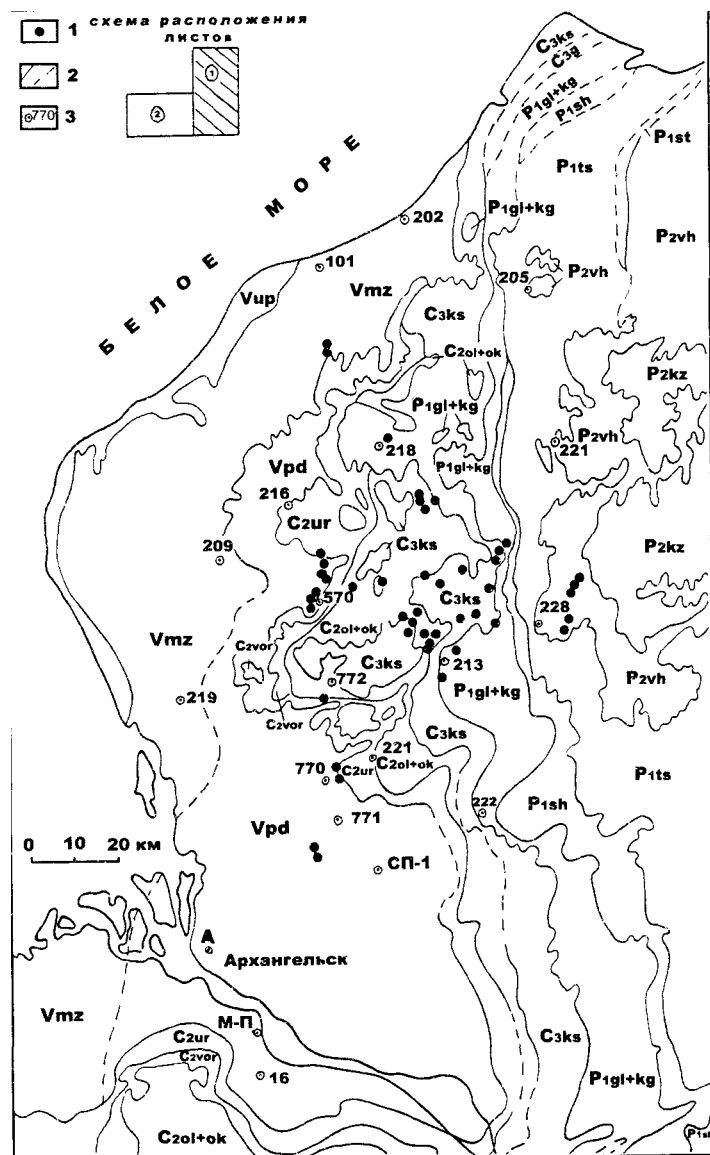 схема расположения
листов
1
2
770 3
1
2
БЕЛОЕ МОРЕ
C3ks
C3g
P1gl+kg
P1sh
P1st
P1ts
P1gl+kg
202
P2vh
P2vh
205
101
Vmz
Vup
C3ks
C2ol+ok
P2kz
P1gl+kg
P2vh
221
218
Vpd
P1gl+kg
216
C2ur
C3ks
P2kz
209
570
C3ks
228
C2ol+ok
Vmz
C2vor
C3ks
213
772
P2vh
219
P1gl+kg
C2vor
C3ks
221
770
C2ur
C2ol+ok
P1ts
222
P1sh
771
Vpd
0 10 20 км
СП-1
А
Архангельск
Vmz
М-П
C2ur
C3ks
C2vor
16
P1gl+kg
C2ol+ok